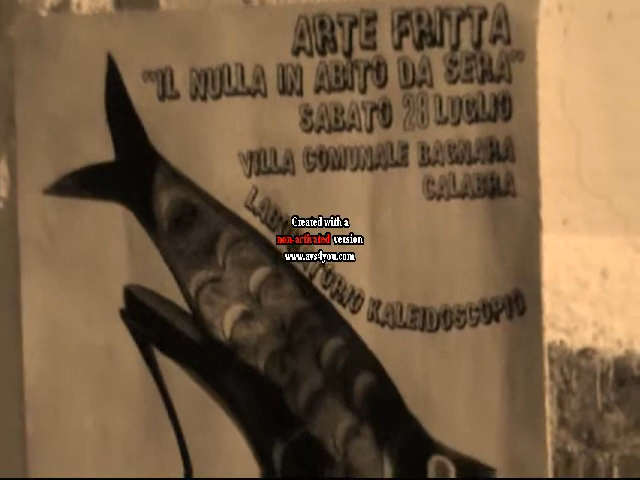 ARTE FRITTA
"IL NULLA IN ABITO DA SERA"
SABATO 28 LUGLIO
VILLA COMUNALE BAGNARA
CALABRA
LABORATORIO KALEIDOSCOPIO
Created with a
non-activated version
www.avs4you.com